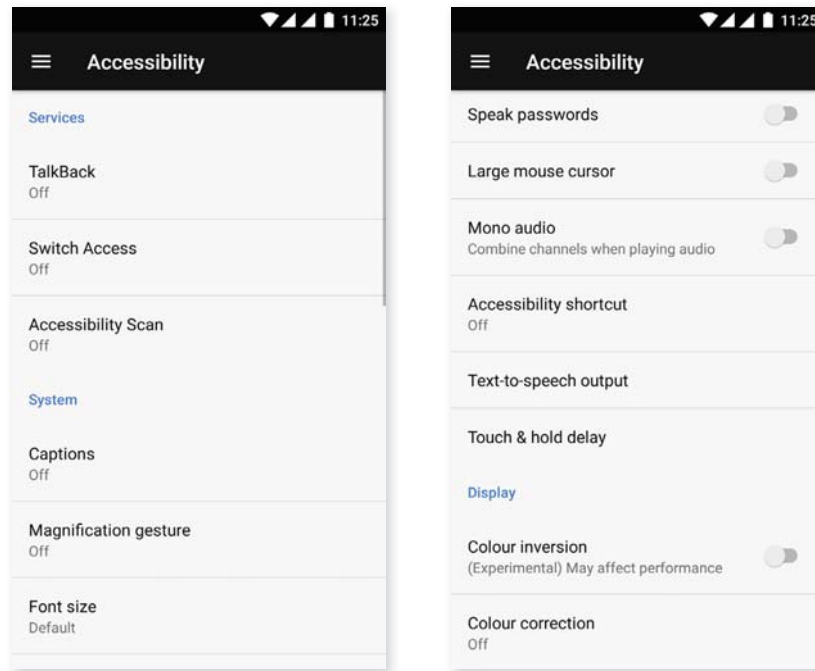 11:25
Accessibility
Services
TalkBack
Off
Switch Access
Off
Accessibility Scan
Off
System
Captions
Off
Magnification gesture
Off
Font size
Default
11:25
Accessibility
Speak passwords
Large mouse cursor
Mono audio
Combine channels when playing audio
Accessibility shortcut
Off
Text-to-speech output
Touch & hold delay
Display
Colour inversion
(Experimental) May affect performance
Colour correction
Off